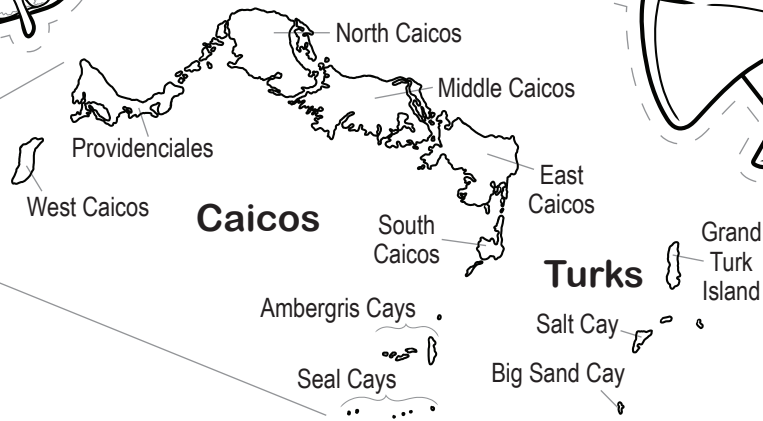 North Caicos
Middle Caicos
Providenciales
East
Caicos
West Caicos
Caicos
South
Caicos
Grand
Turk
Island
Turks
Ambergris Cays
Salt Cay
Seal Cays
Big Sand Cay